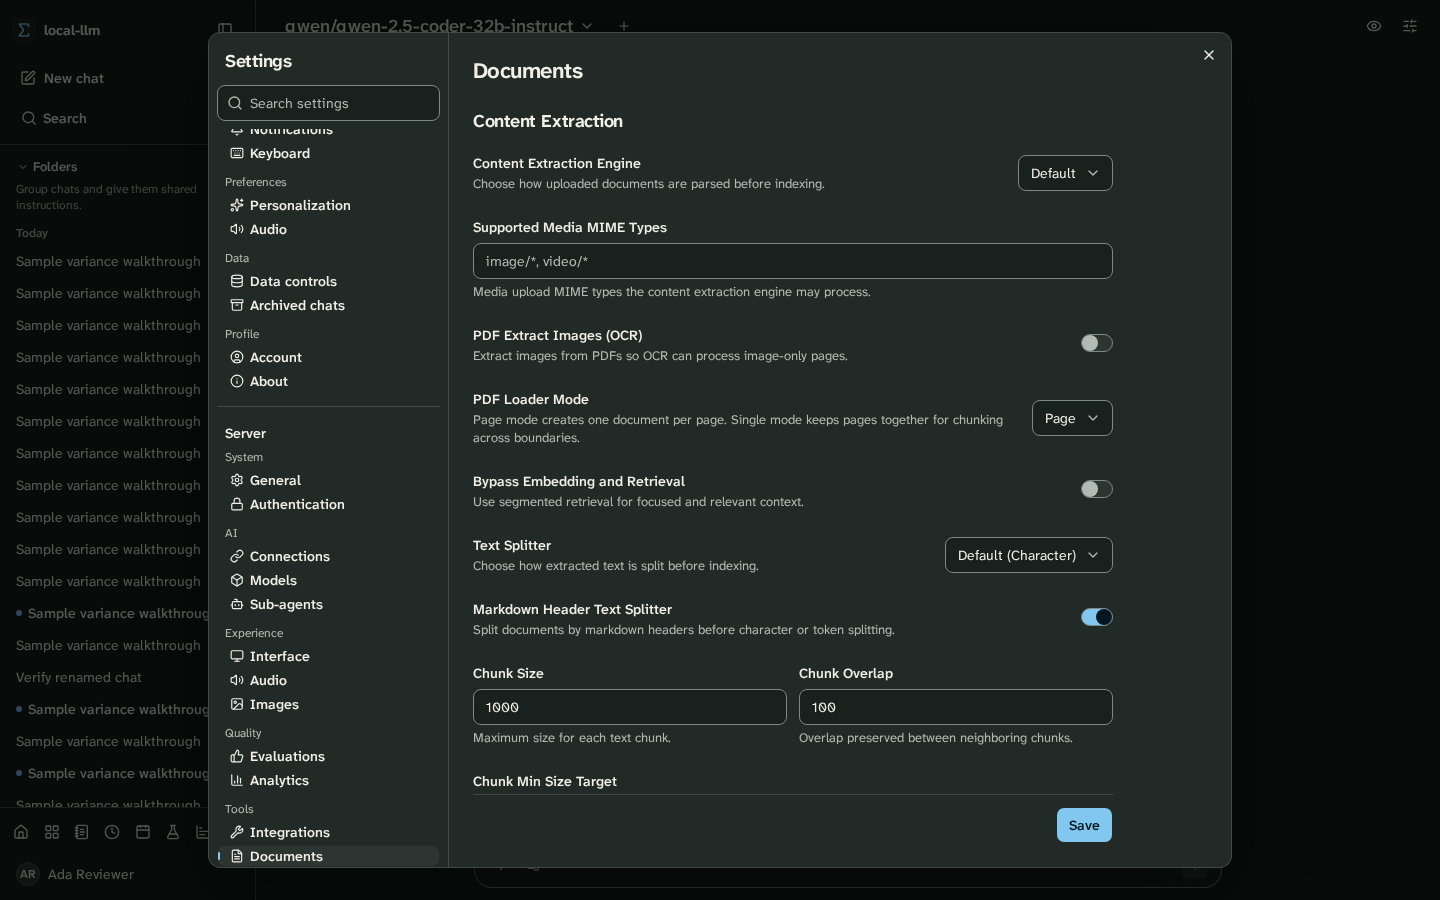 local-llm
New chat
Search
Folders
Group chats and give them shared
instructions.
Today
Sample variance walkthrough
Sample variance walkthrough
Sample variance walkthrough
Sample variance walkthrough
Sample variance walkthrough
Sample variance walkthrough
Sample variance walkthrough
Sample variance walkthrough
Sample variance walkthrough
Sample variance walkthrough
Sample variance walkthrough
Sample variance walkthroug
Sample variance walkthrough
Verify renamed chat
Sample variance walkthroug
Sample variance walkthrough
Sample variance walkthroug
Sample variance walkthrough
AR
Ada Reviewer
qwen/qwen-2.5-coder-32b-instruct
Settings
Search settings
Notifications
Keyboard
Preferences
Personalization
Audio
Data
Data controls
Archived chats
Profile
Account
About
Server
System
General
Authentication
AI
Connections
Models
Sub-agents
Experience
Interface
Audio
Images
Quality
Evaluations
Analytics
Tools
Integrations
Documents
Documents
Content Extraction
Content Extraction Engine
Choose how uploaded documents are parsed before indexing.
Default
Supported Media MIME Types
image/*, video/*
Media upload MIME types the content extraction engine may process.
PDF Extract Images (OCR)
Extract images from PDFs so OCR can process image-only pages.
PDF Loader Mode
Page mode creates one document per page. Single mode keeps pages together for chunking
across boundaries.
Page
Bypass Embedding and Retrieval
Use segmented retrieval for focused and relevant context.
Text Splitter
Choose how extracted text is split before indexing.
Default (Character)
Markdown Header Text Splitter
Split documents by markdown headers before character or token splitting.
Chunk Size
1000
Maximum size for each text chunk.
Chunk Overlap
100
Overlap preserved between neighboring chunks.
Chunk Min Size Target
Save